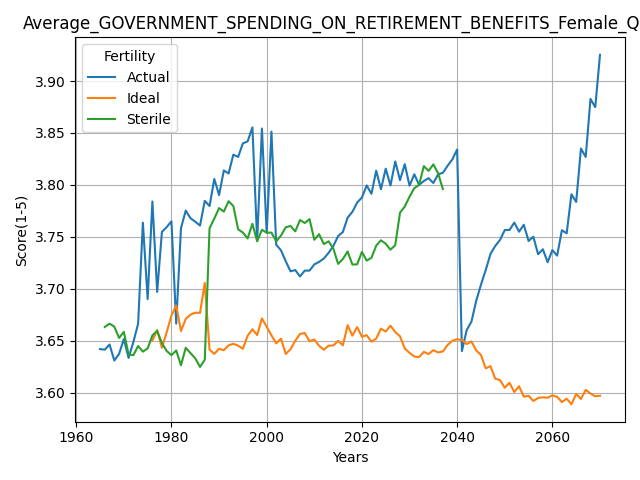 Average_GOVERNMENT_SPENDING_ON_RETIREMENT_BENEFITS_Female_Q
Fertility
Actual
Ideal
Sterile
Score(1-5)
3.90
3.85
3.80
3.75
3.70
3.65
3.60
1960 1980 2000 2020 2040 2060
Years